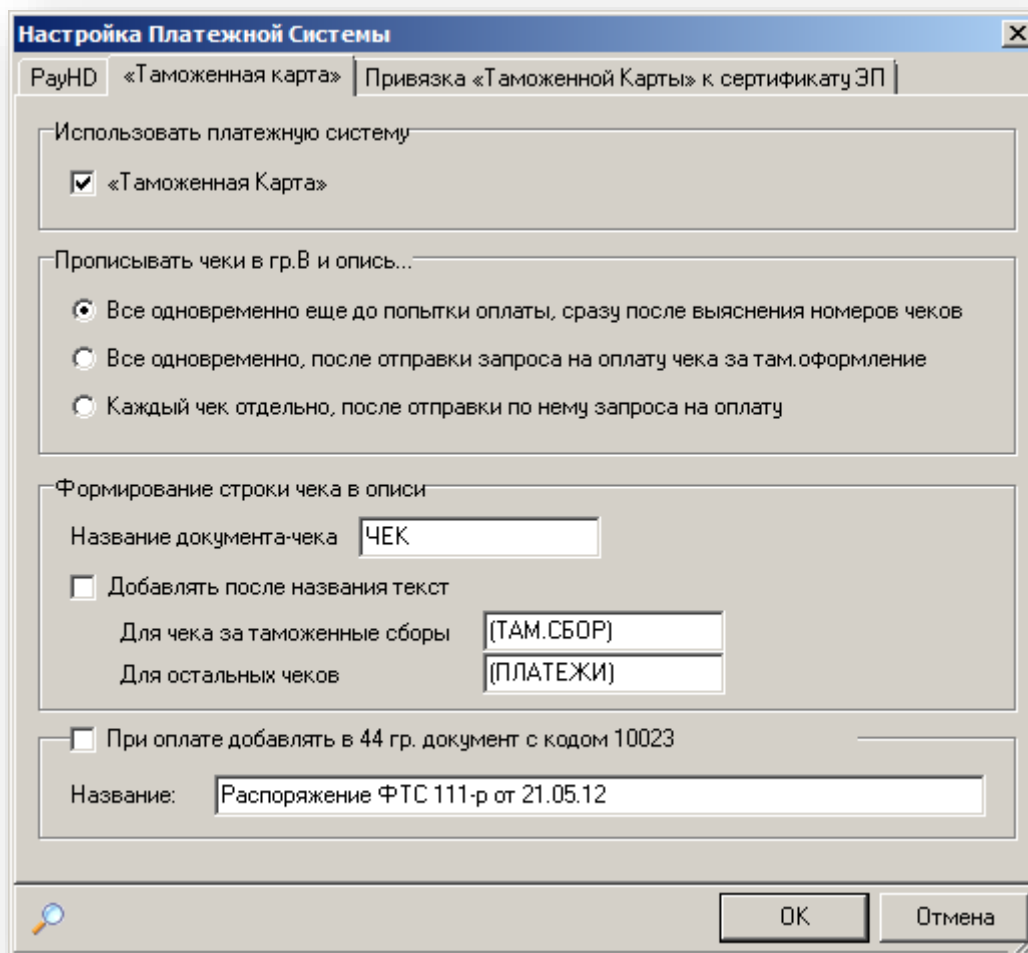 Настройка Платежной Системы
PayHD «Таможенная карта» Привязка «Таможенной Карты» к сертификату ЭП
Использовать платежную систему
«Таможенная Карта»
Прописывать чеки в гр.В и опись...
Все одновременно еще до попытки оплаты, сразу после выяснения номеров чеков
Все одновременно, после отправки запроса на оплату чека за там.оформление
Каждый чек отдельно, после отправки по нему запроса на оплату
Формирование строки чека в описи
Название документа-чека ЧЕК
Добавлять после названия текст
Для чека за таможенные сборы (ТАМ.СБОР)
Для остальных чеков (ПЛАТЕЖИ)
При оплате добавлять в 44 гр. документ с кодом 10023
Название: Распоряжение ФТС 111-р от 21.05.12
OK Отмена